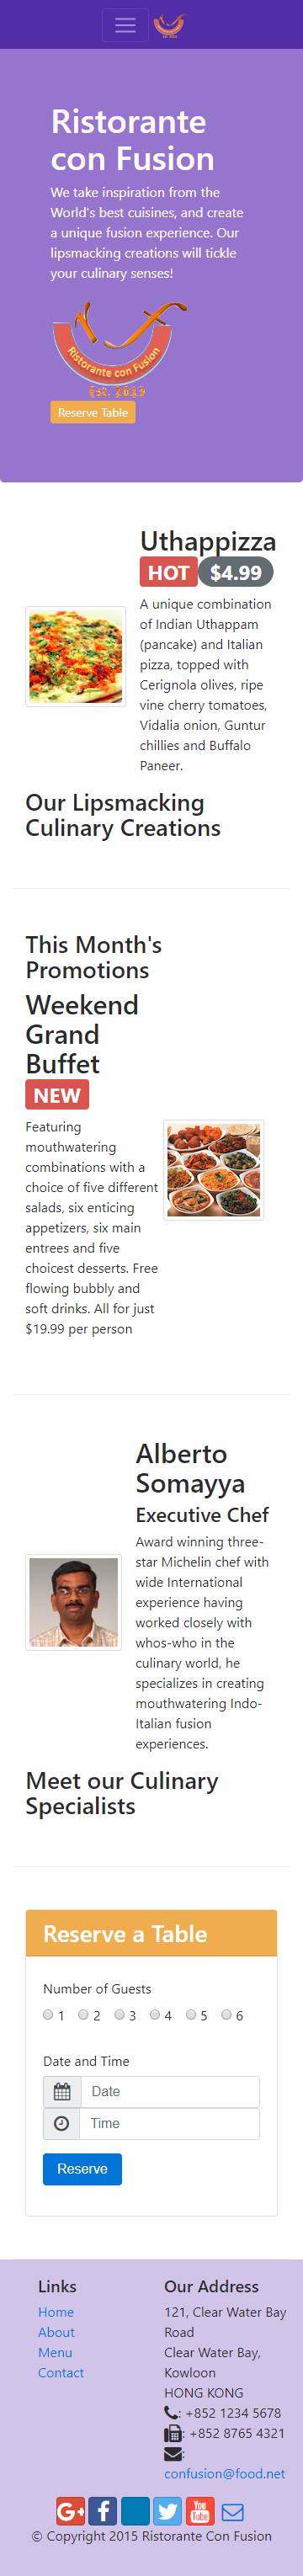 EST. 2013
Ristorante
con Fusion
We take inspiration from the
World's best cuisines, and create
a unique fusion experience. Our
lipsmacking creations will tickle
your culinary senses!
Ristorante con Fusion
Est. 2013
Reserve Table
Uthappizza
HOT $4.99
A unique combination
of Indian Uthappam
(pancake) and Italian
pizza, topped with
Cerignola olives, ripe
vine cherry tomatoes,
Vidalia onion, Guntur
chillies and Buffalo
Paneer.
Our Lipsmacking
Culinary Creations
This Month's
Promotions
Weekend
Grand
Buffet
NEW
Featuring
mouthwatering
combinations with a
choice of five different
salads, six enticing
appetizers, six main
entrees and five
choicest desserts. Free
flowing bubbly and
soft drinks. All for just
$19.99 per person
Alberto
Somayya
Executive Chef
Award winning three-
star Michelin chef with
wide International
experience having
worked closely with
whos-who in the
culinary world, he
specializes in creating
mouthwatering Indo-
Italian fusion
experiences.
Meet our Culinary
Specialists
Reserve a Table
Number of Guests
1 2 3 4 5 6
Date and Time
Date
Time
Reserve
Links
Home
About
Menu
Contact
Our Address
121, Clear Water Bay
Road
Clear Water Bay,
Kowloon
HONG KONG
: +852 1234 5678
: +852 8765 4321
:
confusion@food.net
G+ f You Tube
© Copyright 2015 Ristorante Con Fusion